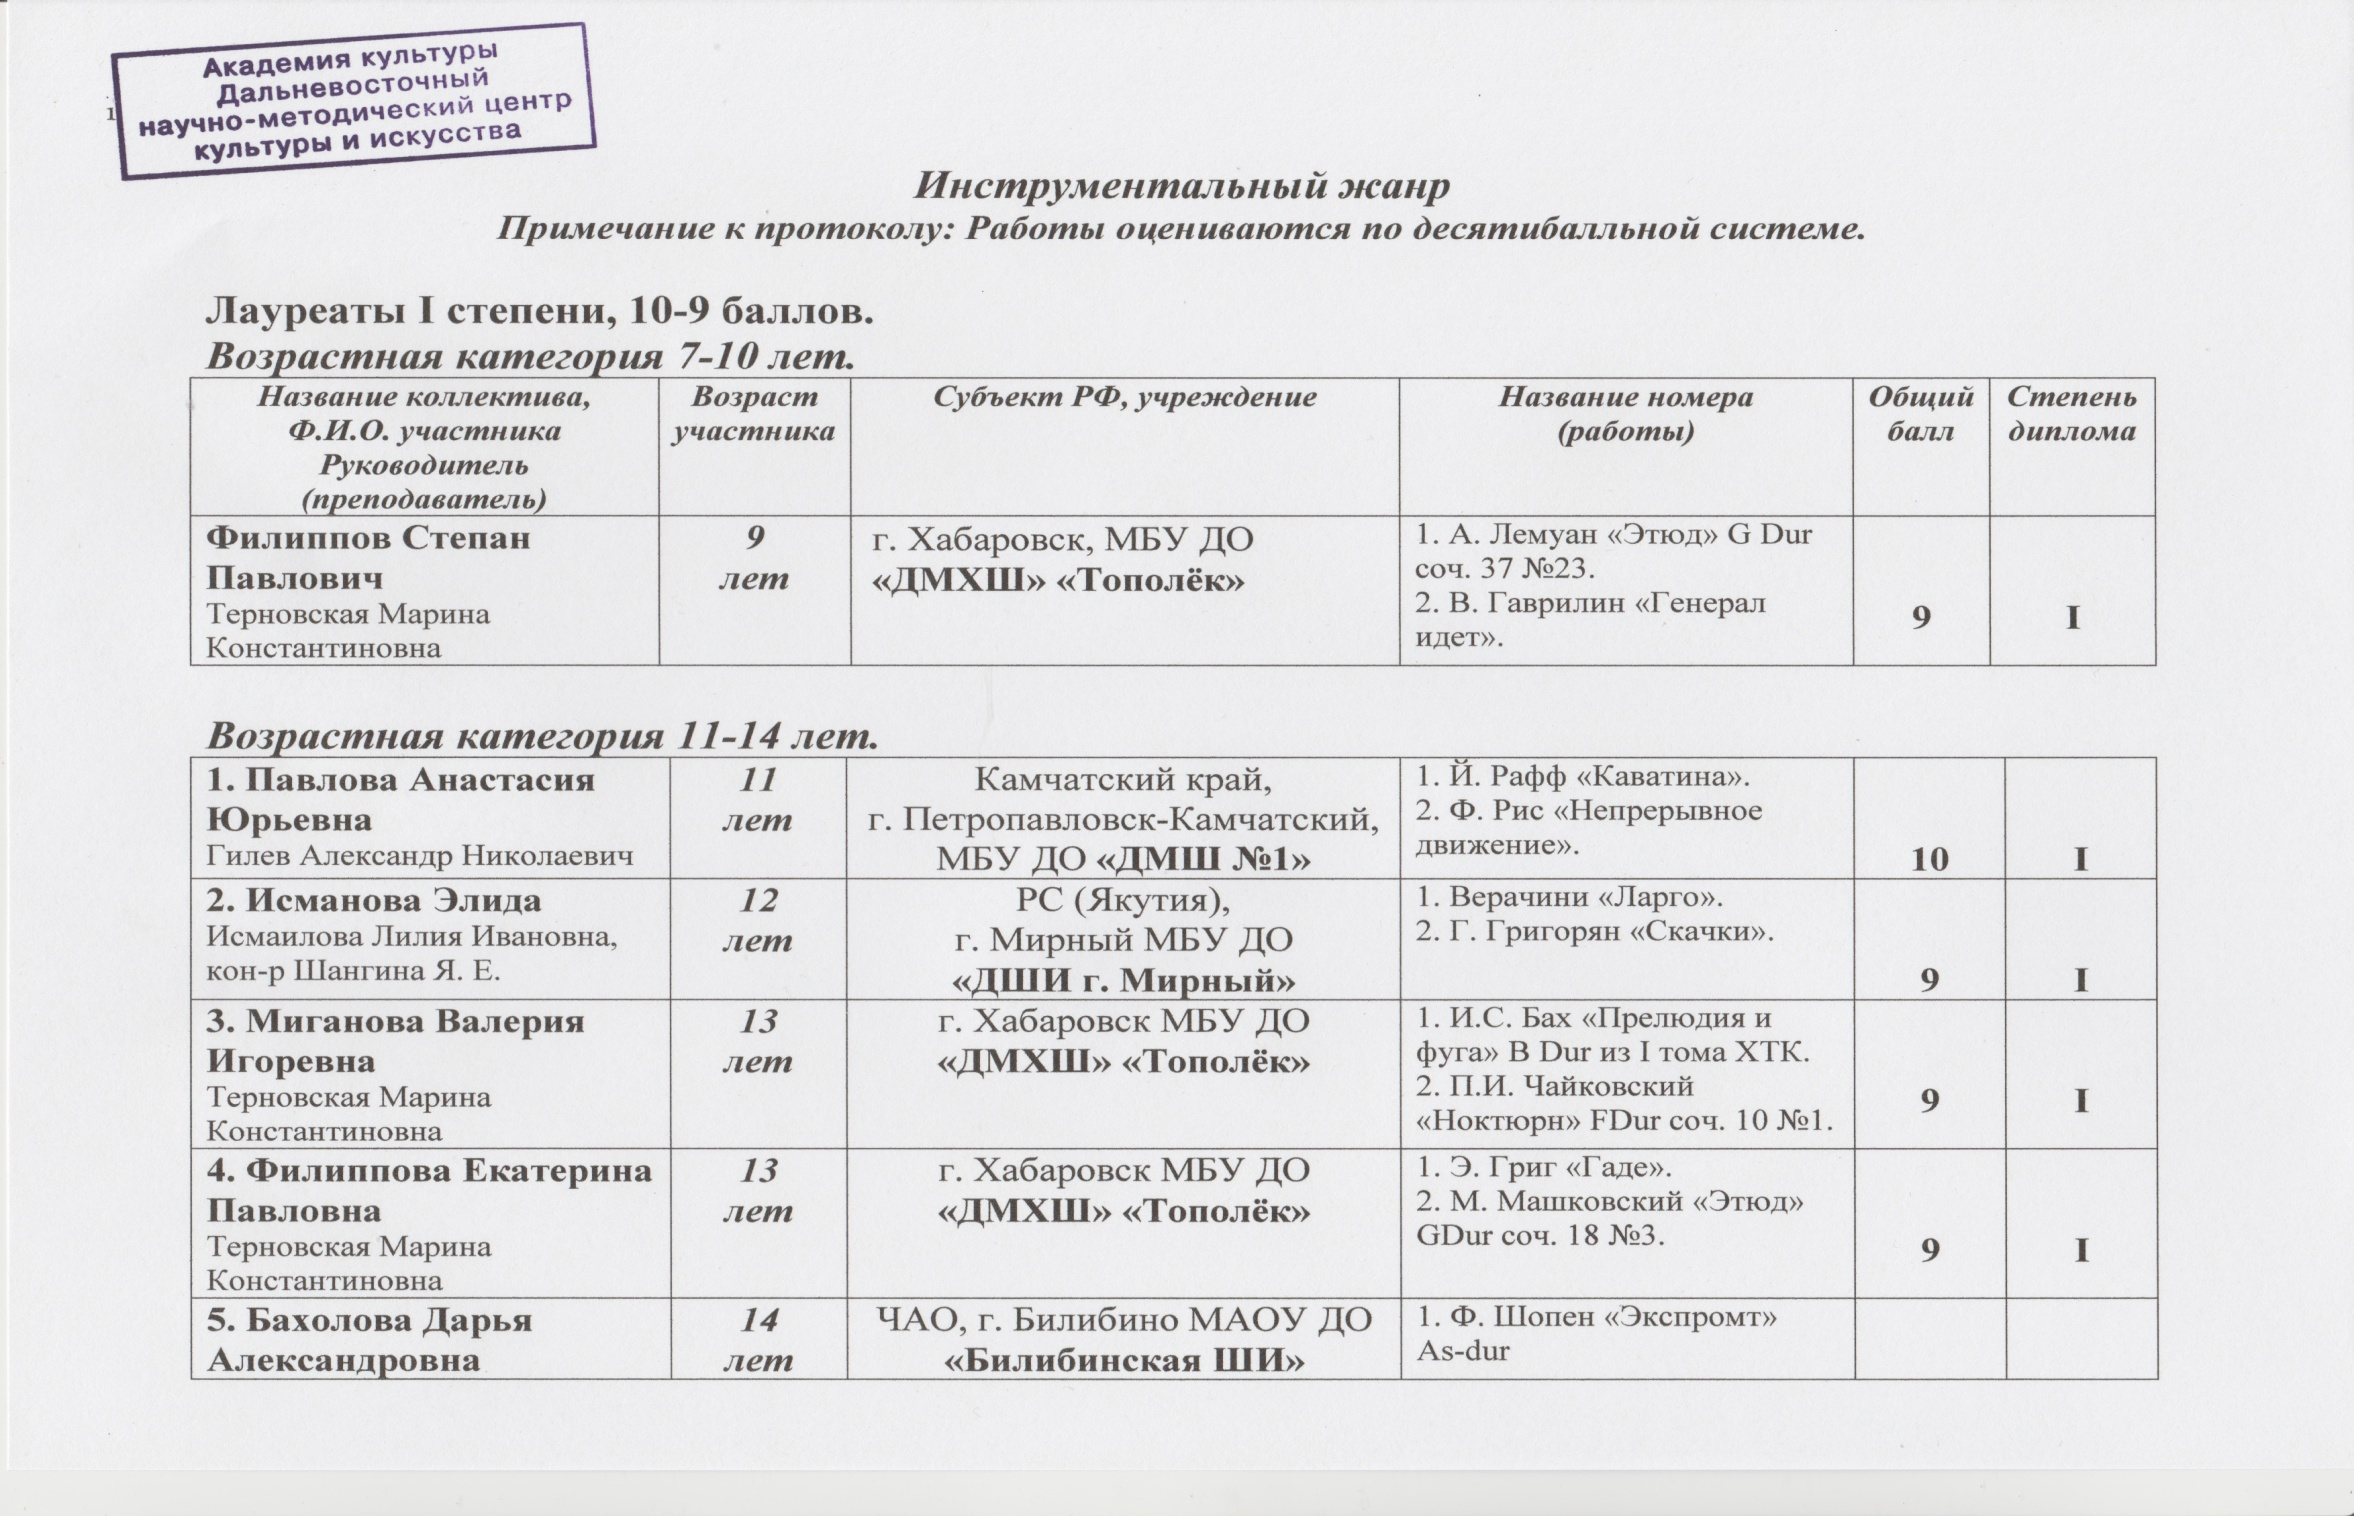 Академия культуры
Дальневосточный
научно-методический центр
культуры и искусства
1
Инструментальный жанр
Примечание к протоколу: Работы оцениваются по десятибалльной системе.
Лауреаты I степени, 10-9 баллов.
Возрастная категория 7-10 лет.
Название коллектива,
Ф.И.О. участника
Руководитель
(преподаватель)
Возраст
участника
Субъект РФ, учреждение
Название номера
(работы)
Общий
балл
Степень
диплома
Филиппов Степан
Павлович
Терновская Марина
Константиновна
9
лет
г. Хабаровск, МБУ ДО
«ДМХШ» «Тополёк»
1. А. Лемуан «Этюд» G Dur
соч. 37 №23.
2. В. Гаврилин «Генерал
идет».
9
I
Возрастная категория 11-14 лет.
1. Павлова Анастасия
Юрьевна
Гилев Александр Николаевич
11
лет
Камчатский край,
г. Петропавловск-Камчатский,
МБУ ДО «ДМШ №1»
1. Й. Рафф «Каватина».
2. Ф. Рис «Непрерывное
движение».
10
I
2. Исманова Элида
Исмаилова Лилия Ивановна,
кон-р Шангина Я. Е.
12
лет
РС (Якутия),
г. Мирный МБУ ДО
«ДШИ г. Мирный»
1. Верачини «Ларго».
2. Г. Григорян «Скачки».
9
I
3. Миганова Валерия
Игоревна
Терновская Марина
Константиновна
13
лет
г. Хабаровск МБУ ДО
«ДМХШ» «Тополёк»
1. И.С. Бах «Прелюдия и
фуга» B Dur из I тома ХТК.
2. П.И. Чайковский
«Ноктюрн» FDur соч. 10 №1.
9
I
4. Филиппова Екатерина
Павловна
Терновская Марина
Константиновна
13
лет
г. Хабаровск МБУ ДО
«ДМХШ» «Тополёк»
1. Э. Григ «Гаде».
2. М. Машковский «Этюд»
GDur соч. 18 №3.
9
I
5. Бахолова Дарья
Александровна
14
лет
ЧАО, г. Билибино МАОУ ДО
«Билибинская ШИ»
1. Ф. Шопен «Экспромт»
As-dur